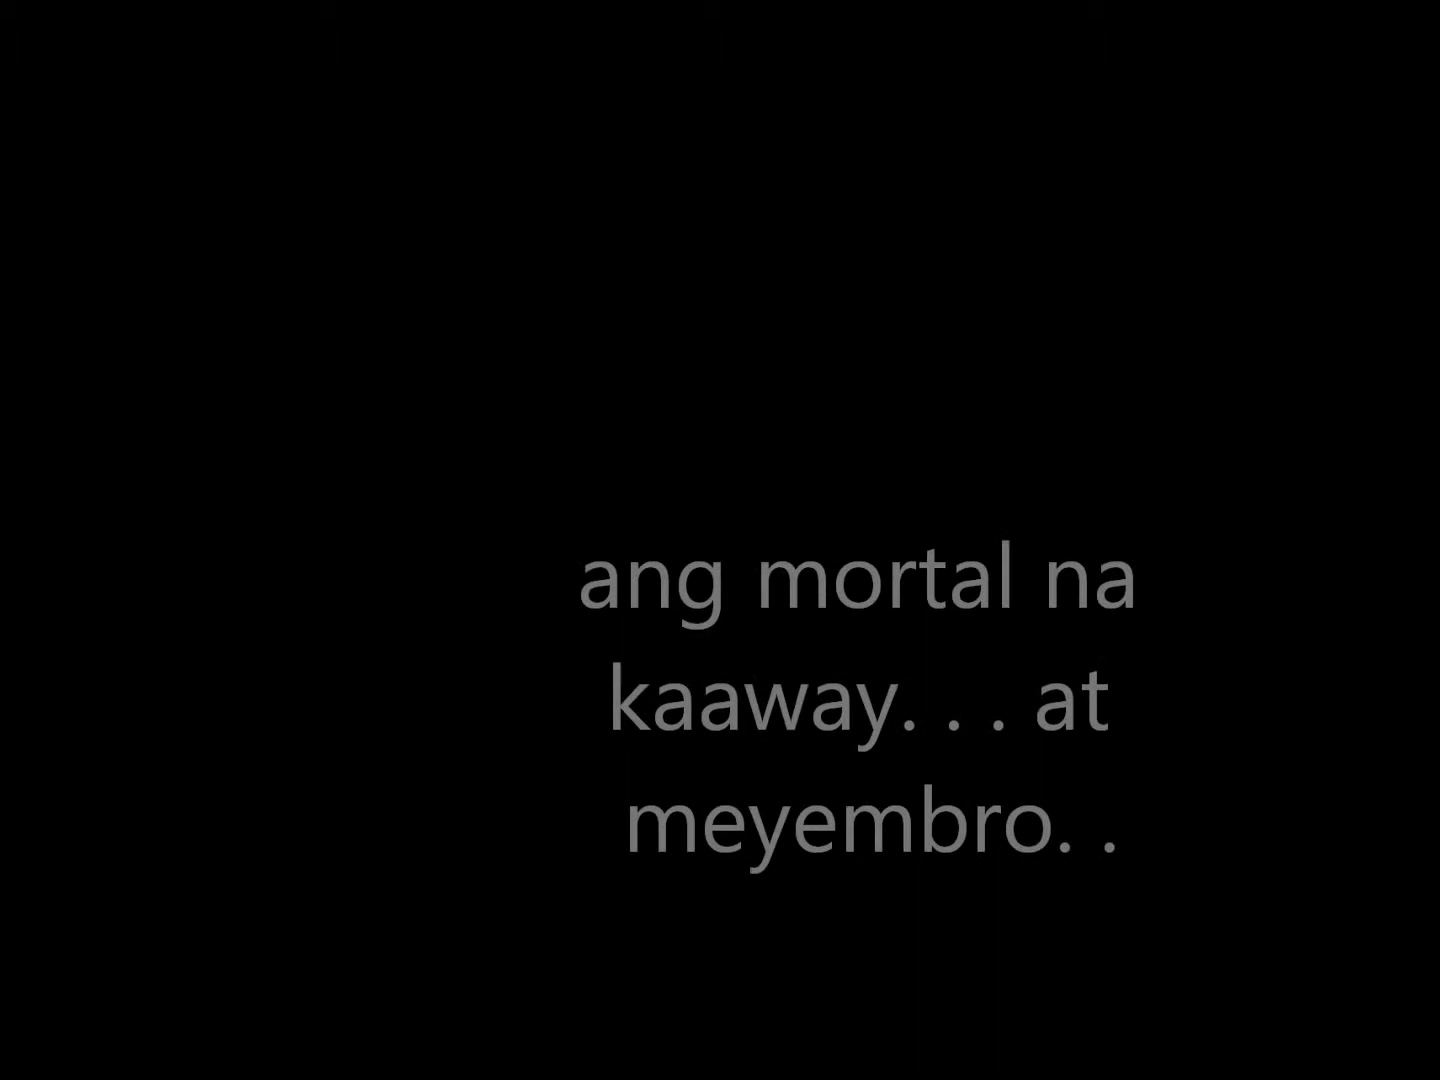 ang mortal na
kaaway. . . at
meyembro. .